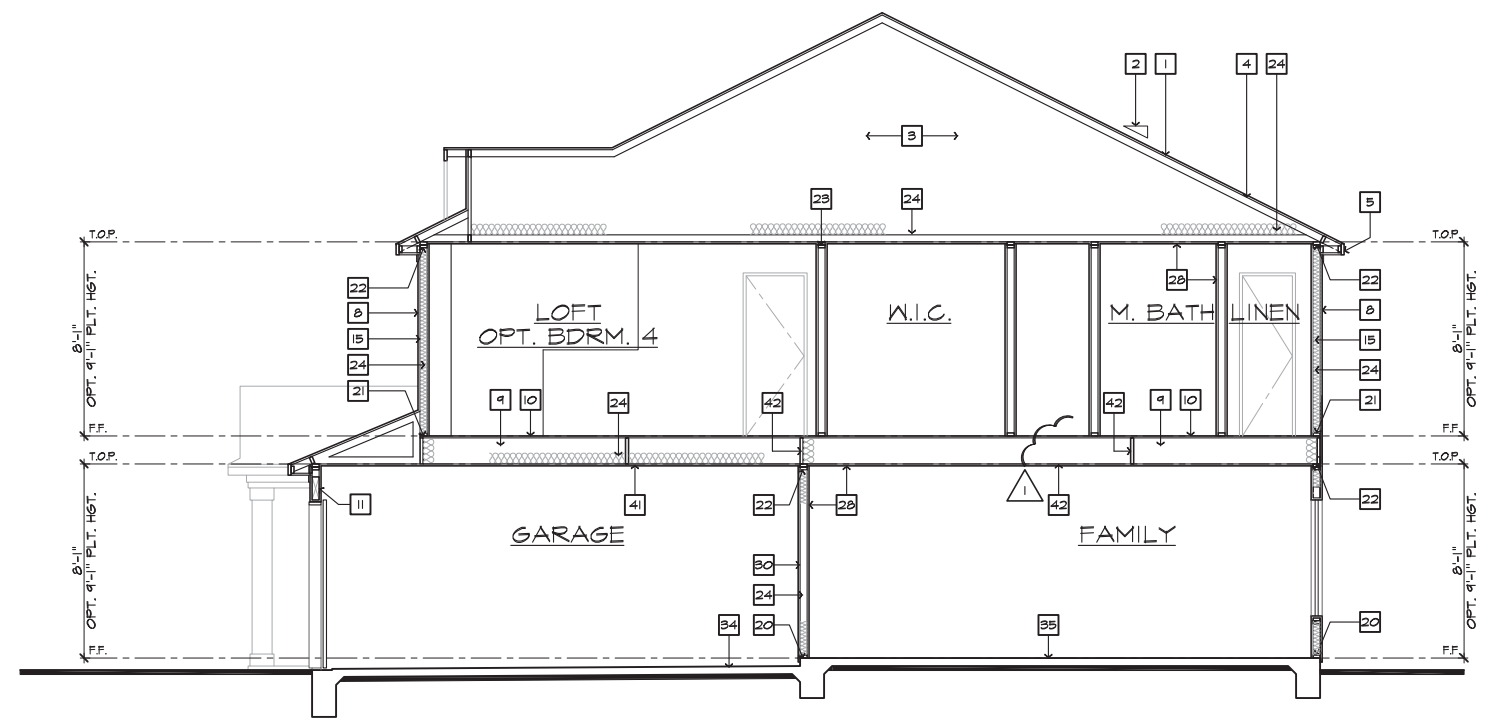 2 1 4 24
3
23 24 5
T.O.P. T.O.P.
22 28 22
8 LOFT W.I.C. M. BATH LINEN 8
15 OPT. BDRM. 4 15
24 24
21 9 10 24 42 42 9 10 21
8'-1"
OPT. 9'-1" PLT. HGT.
8'-1"
OPT. 9'-1" PLT. HGT.
F.F. F.F.
T.O.P. T.O.P.
11 41 22 28 1 42 22
GARAGE FAMILY
30
24
34 20 35 20
8'-1"
OPT. 9'-1" PLT. HGT.
8'-1"
OPT. 9'-1" PLT. HGT.
F.F. F.F.